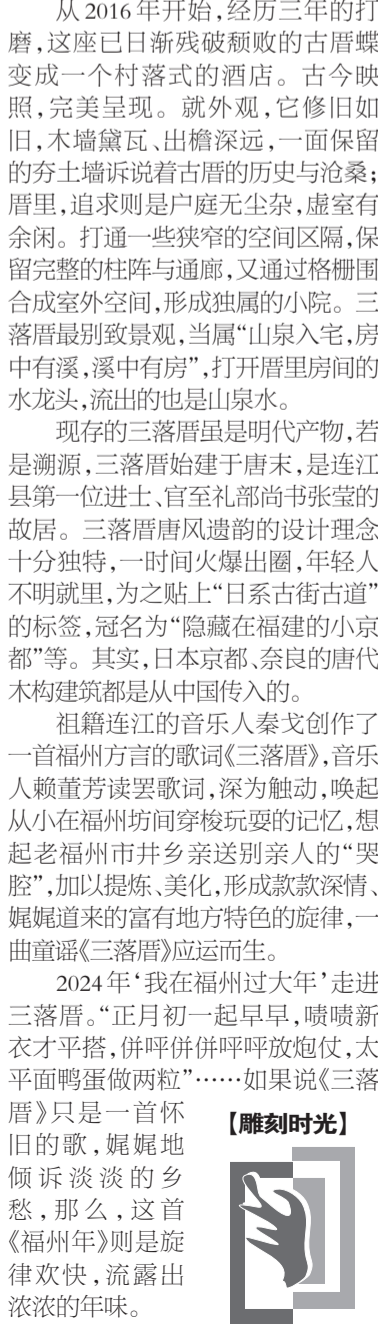 从2016年开始,经历三年的打
磨,这座已日渐残破颓败的古厝蝶
变成一个村落式的酒店。古今映
照,完美呈现。就外观,它修旧如
旧,木墙黛瓦、出檐深远,一面保留
的夯土墙诉说着古厝的历史与沧桑;
厝里,追求则是户庭无尘杂,虚室有
余闲。打通一些狭窄的空间区隔,保
留完整的柱阵与通廊,又通过格栅围
合成室外空间,形成独属的小院。三
落厝最别致景观,当属“山泉入宅,房
中有溪,溪中有房”,打开厝里房间的
水龙头,流出的也是山泉水。
现存的三落厝虽是明代产物,若
是溯源,三落厝始建于唐末,是连江
县第一位进士、官至礼部尚书张莹的
故居。三落厝唐风遗韵的设计理念
十分独特,一时间火爆出圈,年轻人
不明就里,为之贴上“日系古街古道”
的标签,冠名为“隐藏在福建的小京
都”等。其实,日本京都、奈良的唐代
木构建筑都是从中国传入的。
祖籍连江的音乐人秦戈创作了
一首福州方言的歌词《三落厝》,音乐
人赖董芳读罢歌词,深为触动,唤起
从小在福州坊间穿梭玩耍的记忆,想
起老福州市井乡亲送别亲人的“哭
腔”,加以提炼、美化,形成款款深情、
娓娓道来的富有地方特色的旋律,一
曲童谣《三落厝》应运而生。
2024年‘我在福州过大年’走进
三落厝。“正月初一起早早,啧啧新
衣才平搭,併呯併併呯呯放炮仗,太
平面鸭蛋做两粒”……如果说《三落
厝》只是一首怀
旧的歌,娓娓地
倾诉淡淡的乡
愁,那么,这首
《福州年》则是旋
律欢快,流露出
浓浓的年味。
【雕刻时光】